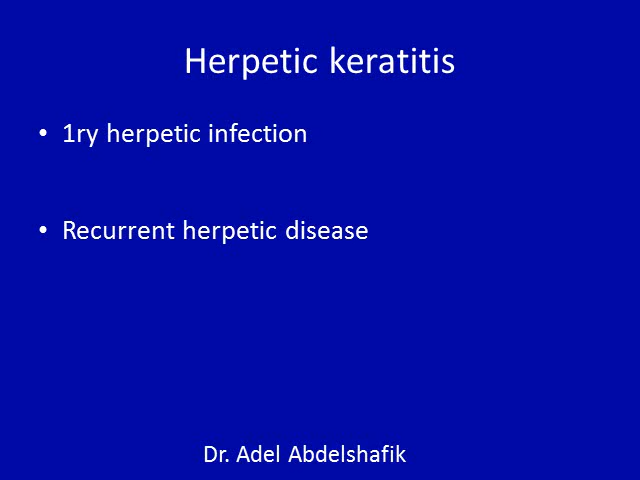 Herpetic keratitis
• 1ry herpetic infection
• Recurrent herpetic disease
Dr. Adel Abdelshafik